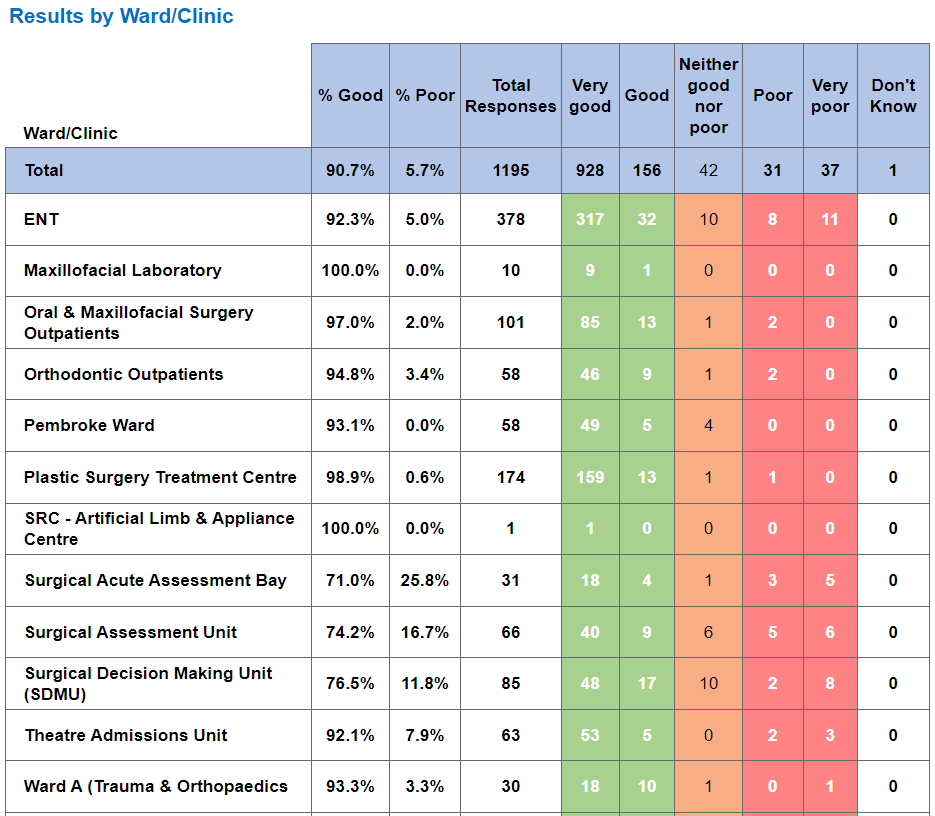 Results by Ward/Clinic
Ward/Clinic % Good % Poor Total Responses Very good Good Neither good nor poor Poor Very poor Don't Know
Total 90.7% 5.7% 1195 928 156 42 31 37 1
ENT 92.3% 5.0% 378 317 32 10 8 11 0
Maxillofacial Laboratory 100.0% 0.0% 10 9 1 0 0 0 0
Oral & Maxillofacial Surgery Outpatients 97.0% 2.0% 101 85 13 1 2 0 0
Orthodontic Outpatients 94.8% 3.4% 58 46 9 1 2 0 0
Pembroke Ward 93.1% 0.0% 58 49 5 4 0 0 0
Plastic Surgery Treatment Centre 98.9% 0.6% 174 159 13 1 1 0 0
SRC - Artificial Limb & Appliance Centre 100.0% 0.0% 1 1 0 0 0 0 0
Surgical Acute Assessment Bay 71.0% 25.8% 31 18 4 1 3 5 0
Surgical Assessment Unit 74.2% 16.7% 66 40 9 6 5 6 0
Surgical Decision Making Unit (SDMU) 76.5% 11.8% 85 48 17 10 2 8 0
Theatre Admissions Unit 92.1% 7.9% 63 53 5 0 2 3 0
Ward A (Trauma & Orthopaedics 93.3% 3.3% 30 18 10 1 0 1 0